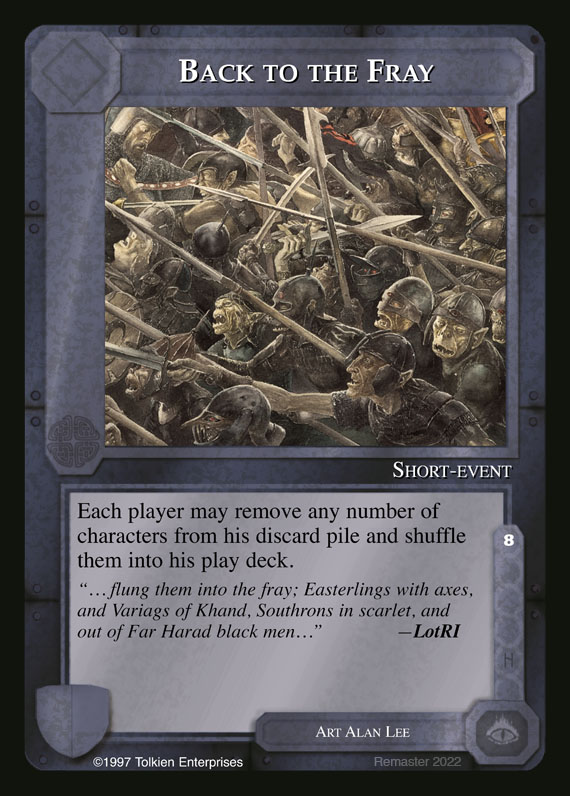 BACK TO THE FRAY
SHORT-EVENT
Each player may remove any number of
characters from his discard pile and shuffle
them into his play deck.
“…flung them into the fray; Easterlings with axes,
and Variags of Khand, Southrons in scarlet, and
out of Far Harad black men…” —LotRI
8
H
ART ALAN LEE
©1997 Tolkien Enterprises
Remaster 2022